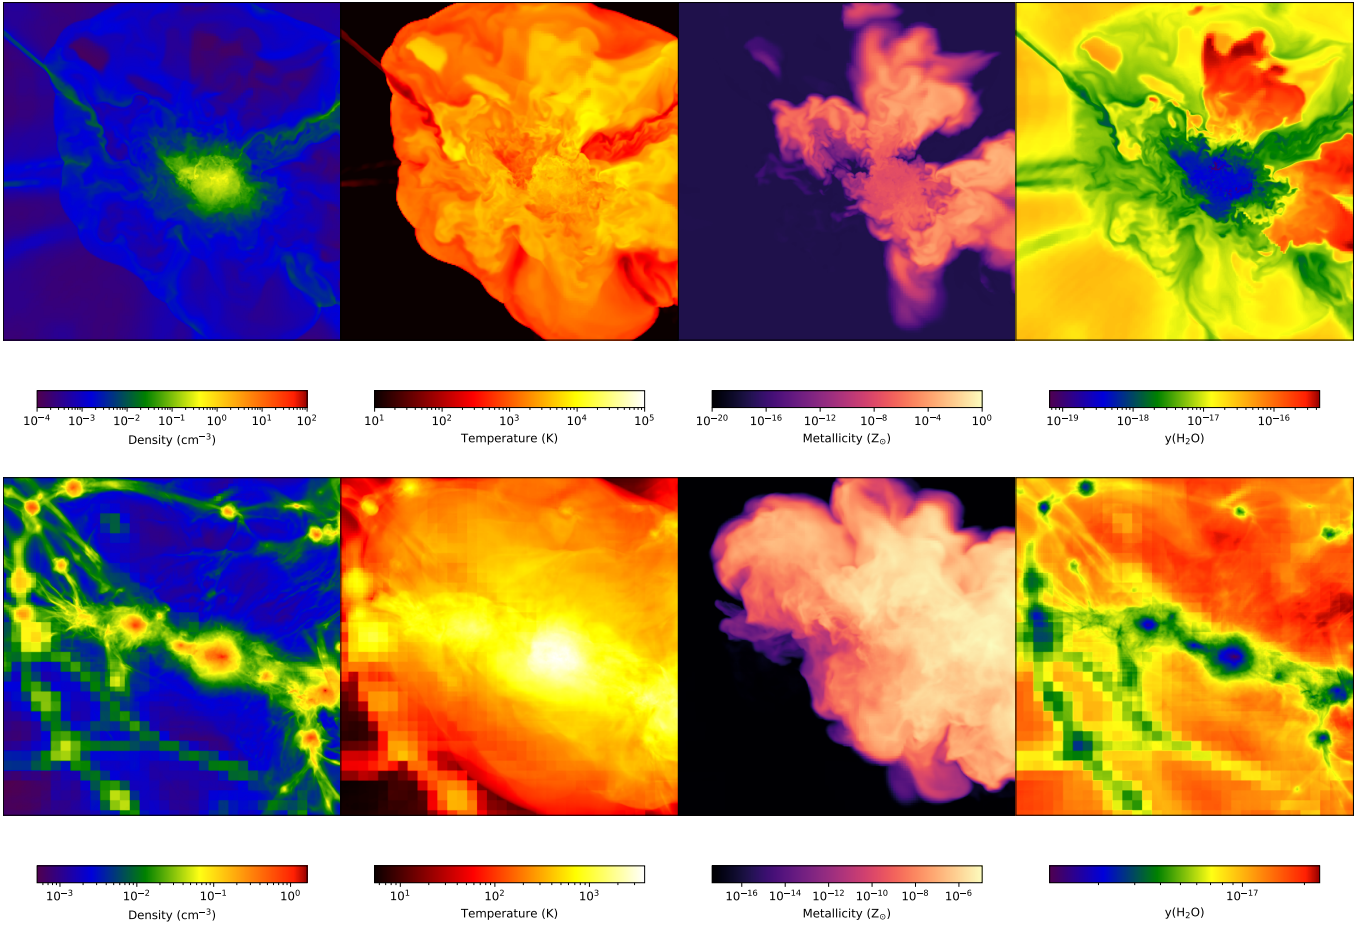 10⁻⁴ 10⁻³ 10⁻² 10⁻¹ 10⁰ 10¹ 10²
Density (cm⁻³)
10¹ 10² 10³ 10⁴ 10⁵
Temperature (K)
10⁻²⁰ 10⁻¹⁶ 10⁻¹² 10⁻⁸ 10⁻⁴ 10⁰
Metallicity (Z⊙)
10⁻¹⁹ 10⁻¹⁸ 10⁻¹⁷ 10⁻¹⁶
y(H₂O)
10⁻³ 10⁻² 10⁻¹ 10⁰
Density (cm⁻³)
10¹ 10² 10³
Temperature (K)
10⁻¹⁶ 10⁻¹⁴ 10⁻¹² 10⁻¹⁰ 10⁻⁸ 10⁻⁶
Metallicity (Z⊙)
10⁻¹⁷
y(H₂O)